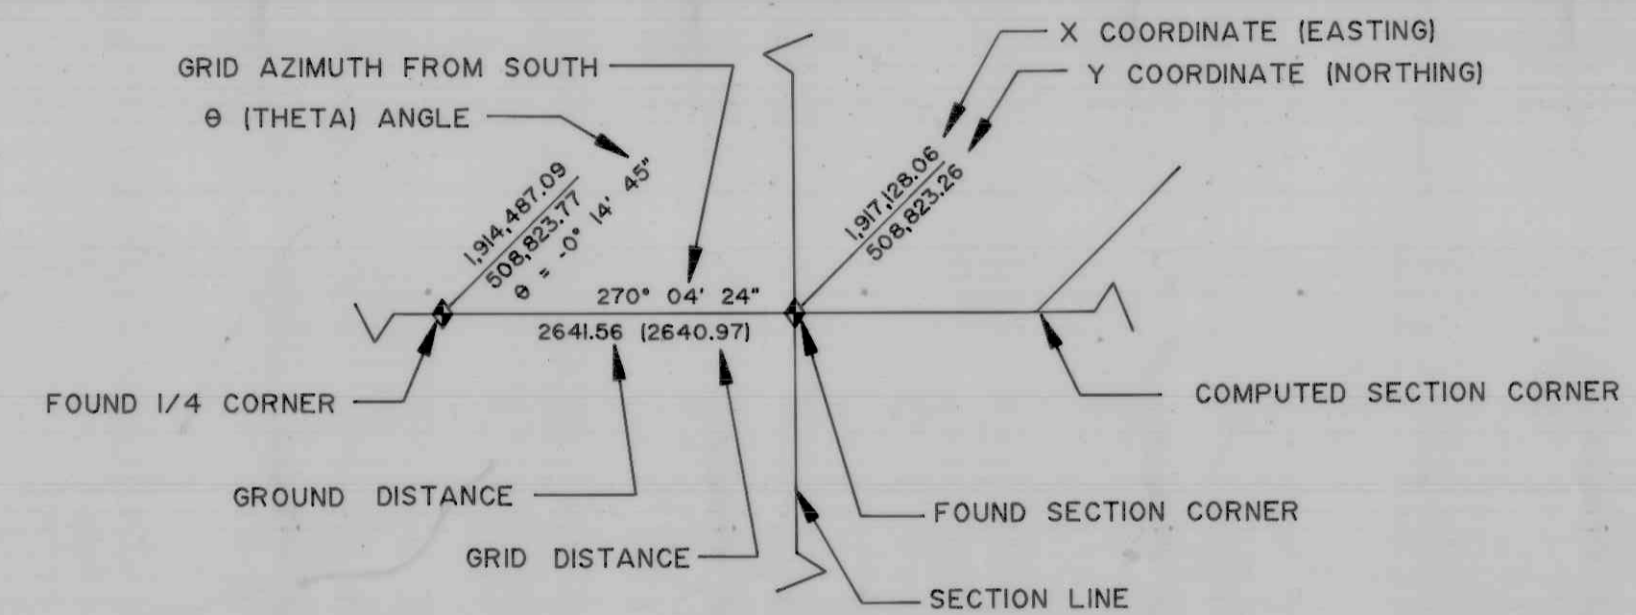 X COORDINATE (EASTING)
GRID AZIMUTH FROM SOUTH
Y COORDINATE (NORTHING)
θ (THETA) ANGLE
1,914,487.09
508,823.77
θ = -0° 14' 45"
1,917,128.06
508,823.26
270° 04' 24"
2641.56 (2640.97)
FOUND 1/4 CORNER
COMPUTED SECTION CORNER
GROUND DISTANCE
FOUND SECTION CORNER
GRID DISTANCE
SECTION LINE